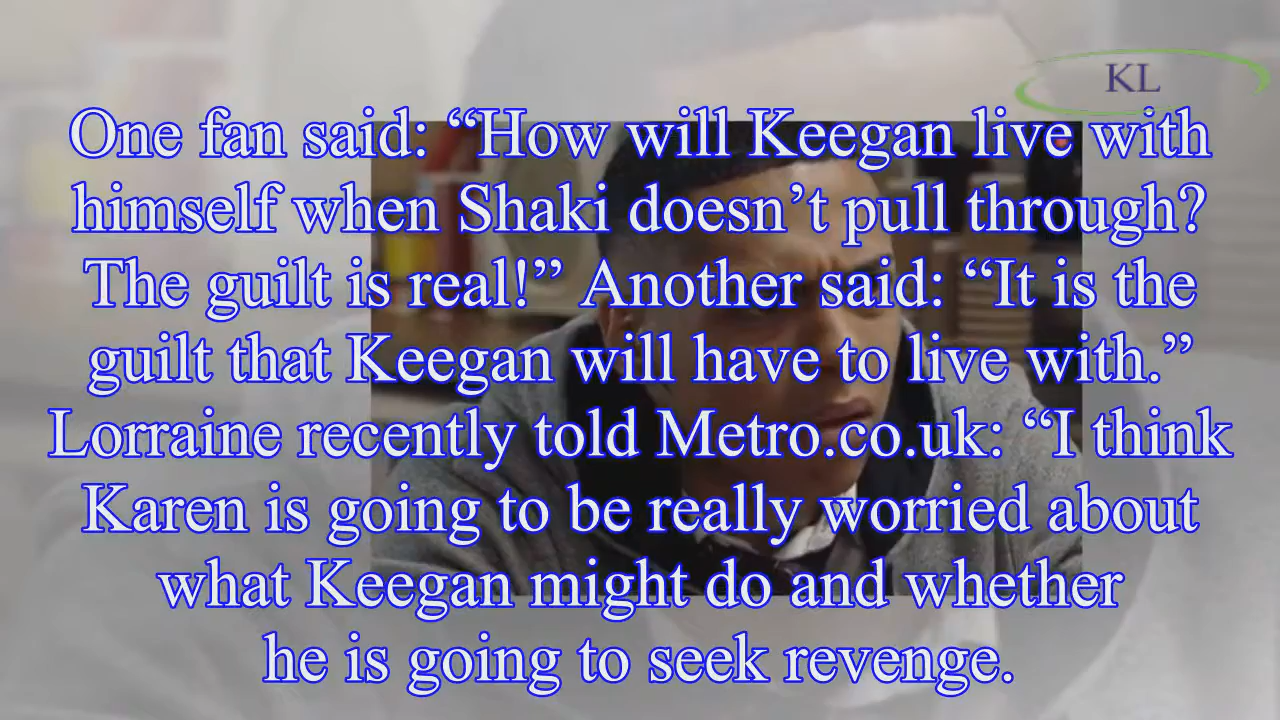 KL
One fan said: “How will Keegan live with
himself when Shaki doesn’t pull through?
The guilt is real!” Another said: “It is the
guilt that Keegan will have to live with.”
Lorraine recently told Metro.co.uk: “I think
Karen is going to be really worried about
what Keegan might do and whether
he is going to seek revenge.